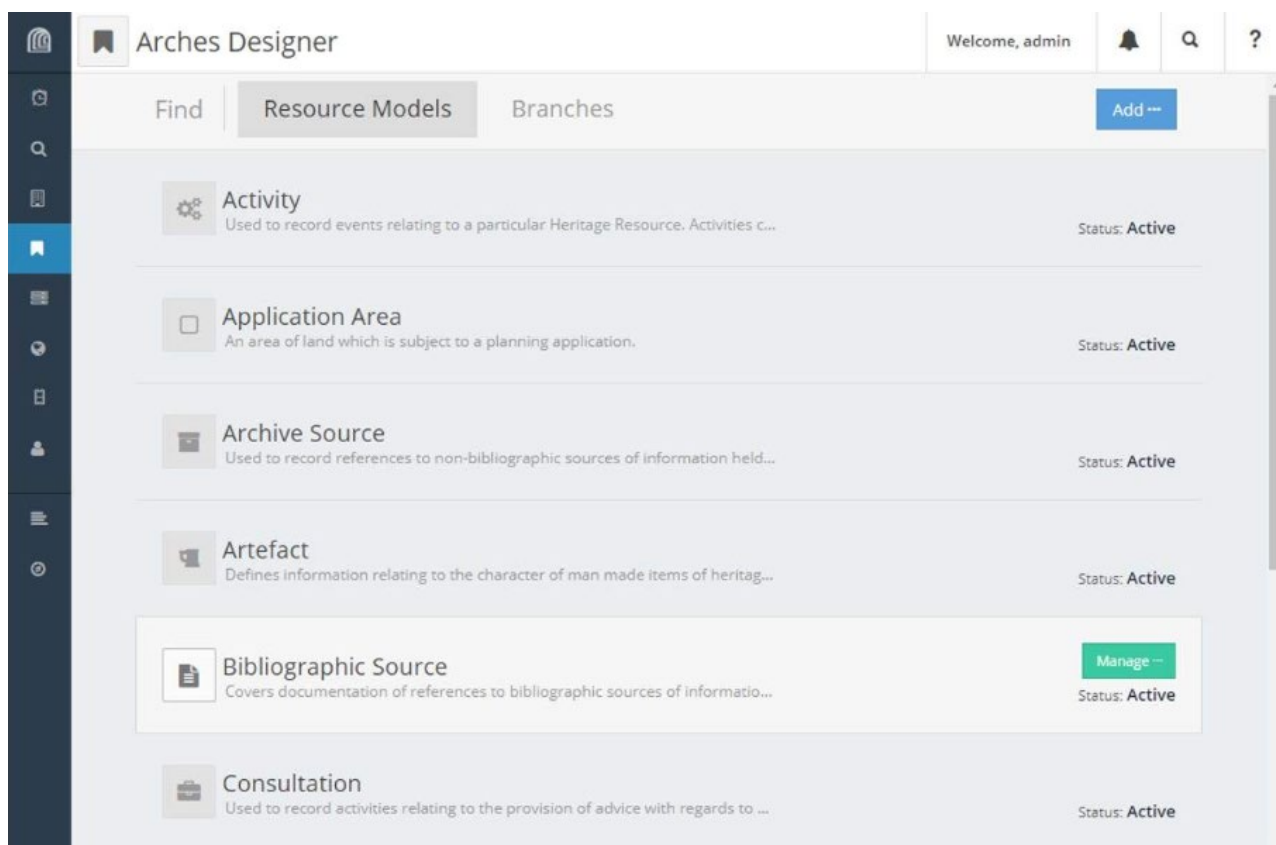 Arches Designer
Welcome, admin
?
Find
Resource Models
Branches
Add ···
Activity
Used to record events relating to a particular Heritage Resource. Activities c...
Status: Active
Application Area
An area of land which is subject to a planning application.
Status: Active
Archive Source
Used to record references to non-bibliographic sources of information held...
Status: Active
Artefact
Defines information relating to the character of man made items of heritag...
Status: Active
Bibliographic Source
Covers documentation of references to bibliographic sources of informatio...
Manage ···
Status: Active
Consultation
Used to record activities relating to the provision of advice with regards to ...
Status: Active